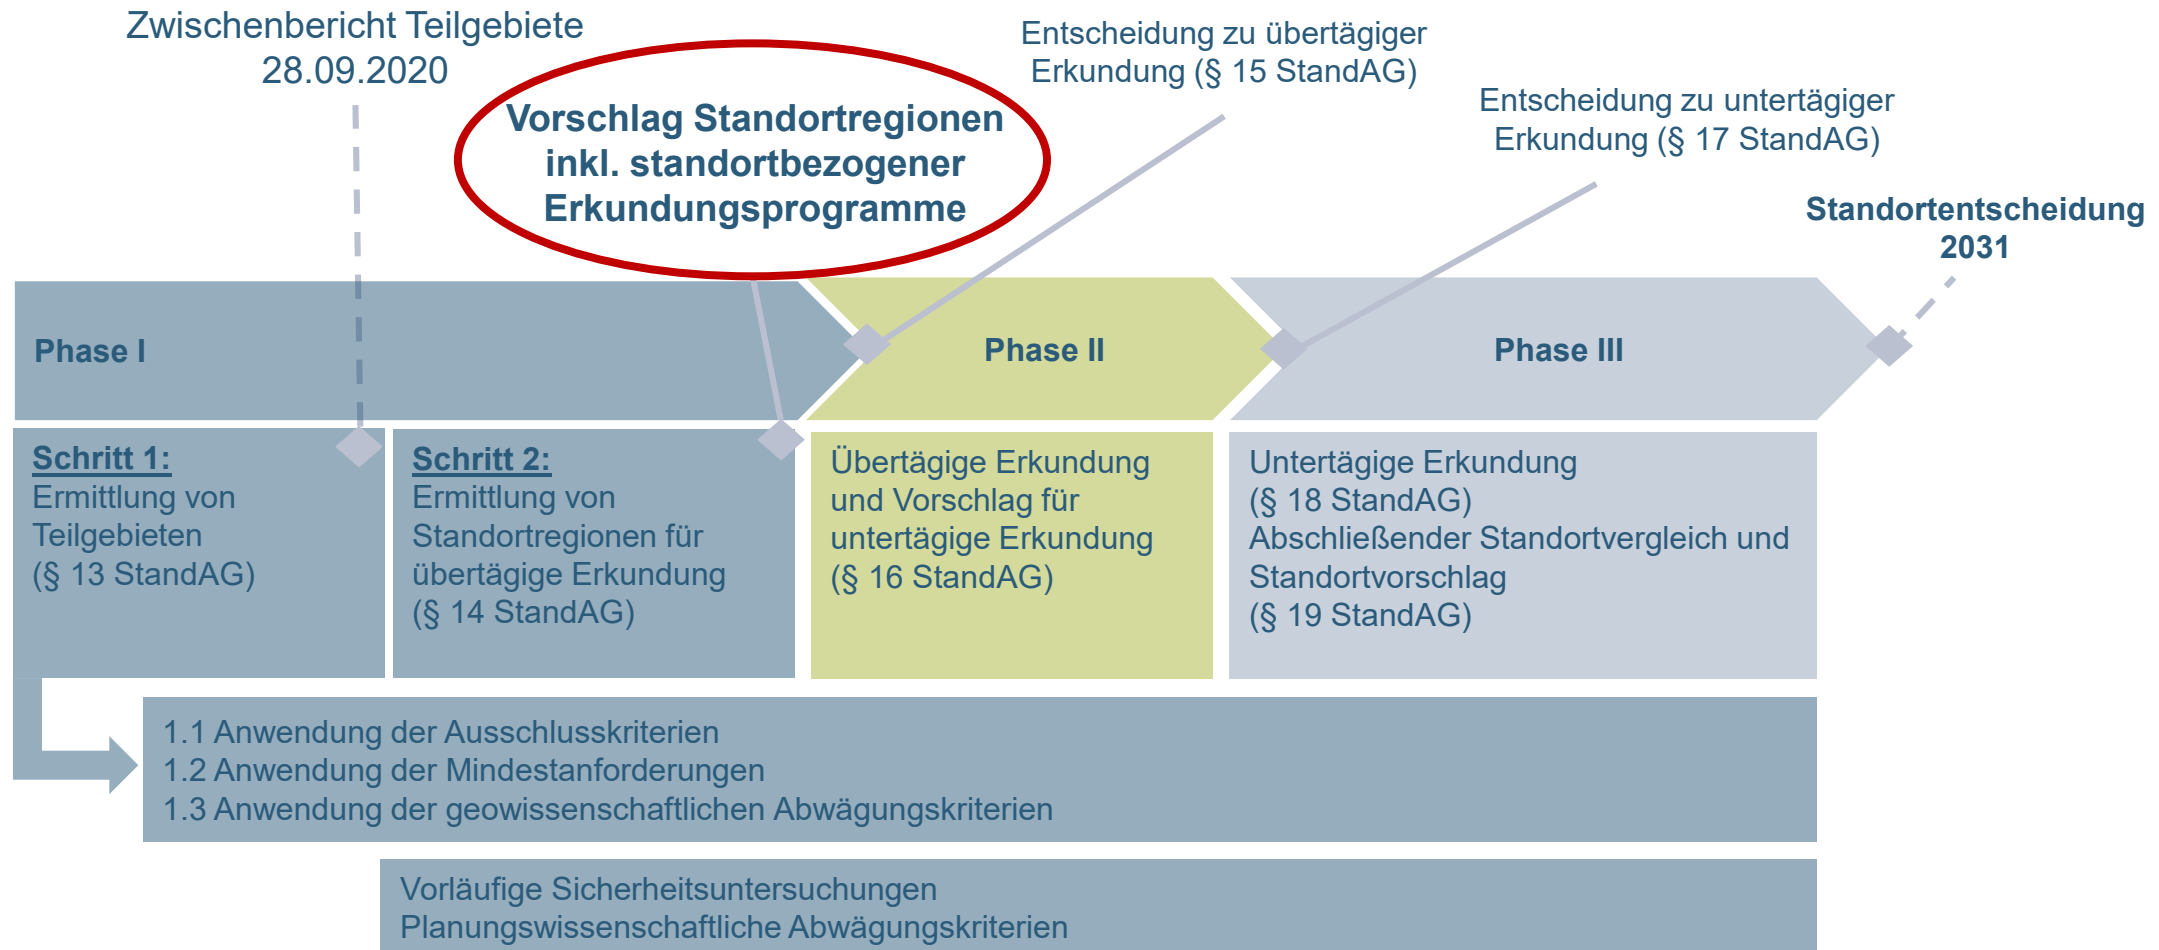 Zwischenbericht Teilgebiete
28.09.2020
Vorschlag Standortregionen
inkl. standortbezogener
Erkundungsprogramme
Entscheidung zu übertägiger
Erkundung (§ 15 StandAG)
Entscheidung zu untertägiger
Erkundung (§ 17 StandAG)
Standortentscheidung
2031
Phase I
Phase II
Phase III
Schritt 1:
Ermittlung von
Teilgebieten
(§ 13 StandAG)
Schritt 2:
Ermittlung von
Standortregionen für
übertägige Erkundung
(§ 14 StandAG)
Übertägige Erkundung
und Vorschlag für
untertägige Erkundung
(§ 16 StandAG)
Untertägige Erkundung
(§ 18 StandAG)
Abschließender Standortvergleich und
Standortvorschlag
(§ 19 StandAG)
1.1 Anwendung der Ausschlusskriterien
1.2 Anwendung der Mindestanforderungen
1.3 Anwendung der geowissenschaftlichen Abwägungskriterien
Vorläufige Sicherheitsuntersuchungen
Planungswissenschaftliche Abwägungskriterien